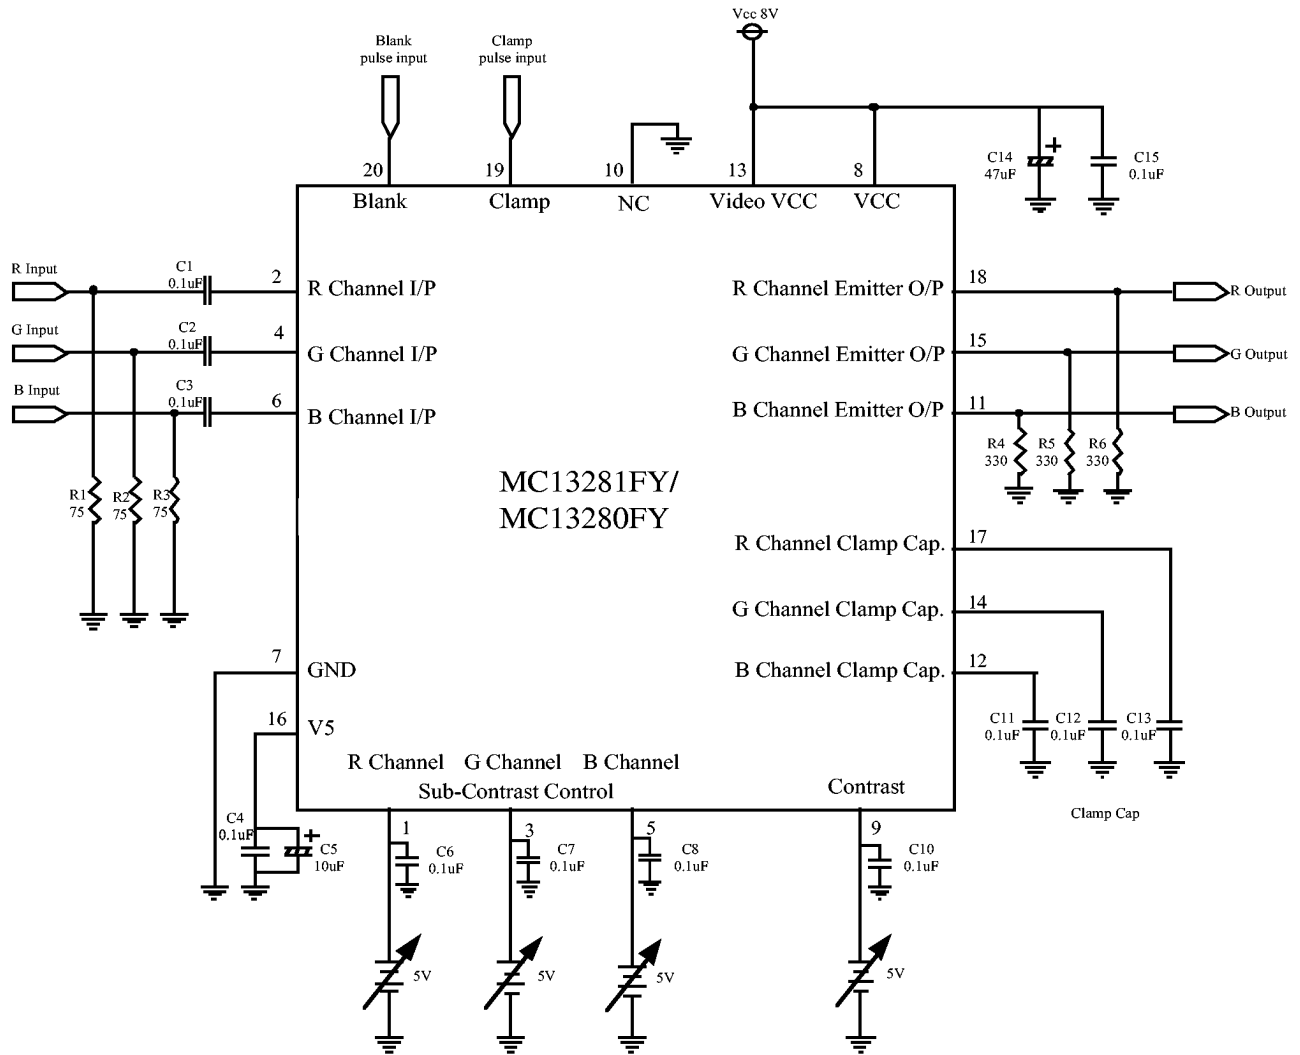 Vcc 8V
Blank
pulse input
Clamp
pulse input
20
19
10
13
8
C14
47uF
+
C15
0.1uF
Blank
Clamp
NC
Video VCC
VCC
R Input
C1
0.1uF
2
R Channel I/P
R Channel Emitter O/P
18
R Output
G Input
C2
0.1uF
4
G Channel I/P
G Channel Emitter O/P
15
G Output
B Input
C3
0.1uF
6
B Channel I/P
B Channel Emitter O/P
11
B Output
R4
330
R5
330
R6
330
R1
75
R2
75
R3
75
MC13281FY/
MC13280FY
R Channel Clamp Cap.
17
G Channel Clamp Cap.
14
B Channel Clamp Cap.
12
7
GND
16
V5
C11
0.1uF
C12
0.1uF
C13
0.1uF
R Channel
G Channel
B Channel
Sub-Contrast Control
Contrast
Clamp Cap
C4
0.1uF
+
C5
10uF
1
C6
0.1uF
3
C7
0.1uF
5
C8
0.1uF
9
C10
0.1uF
5V
5V
5V
5V